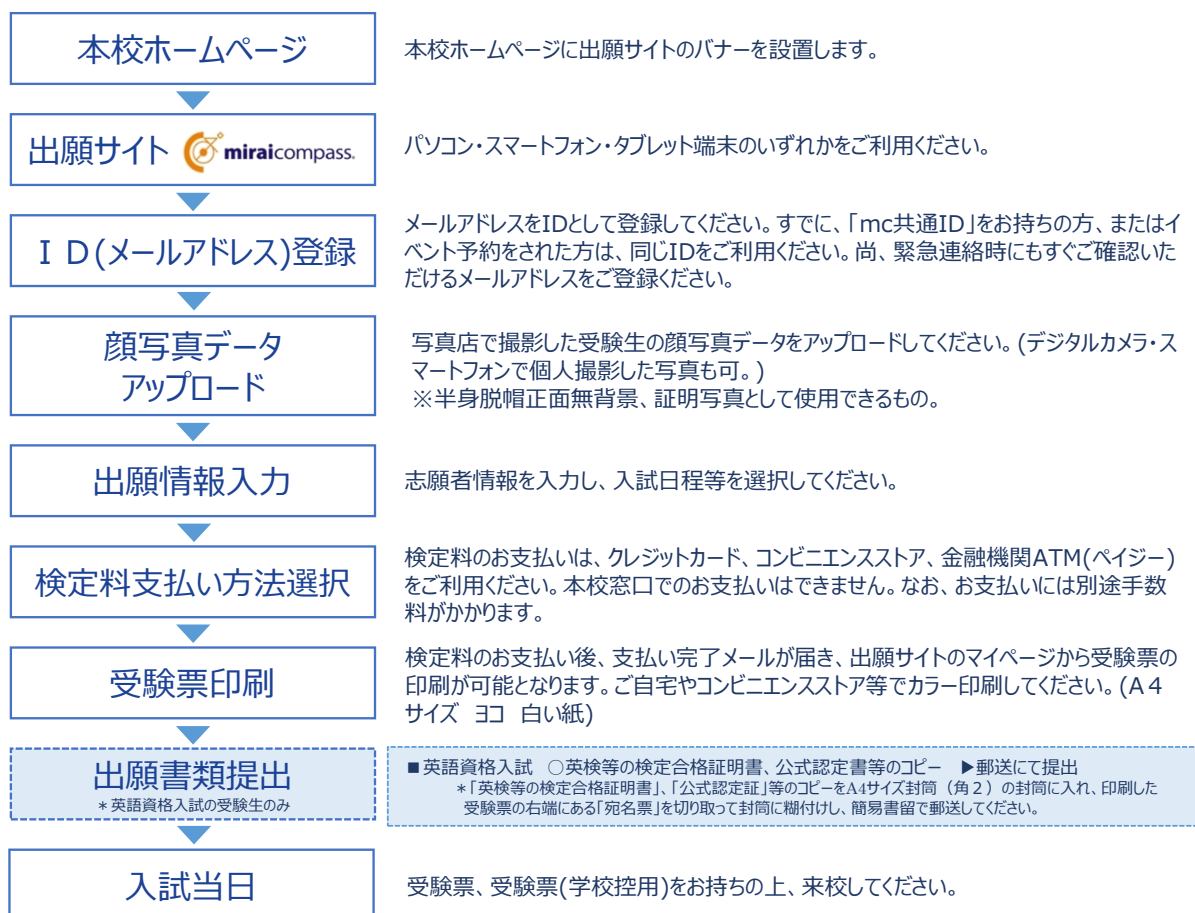 本校ホームページ
本校ホームページに出願サイトのバナーを設置します。
出願サイト miraicompass.
パソコン・スマートフォン・タブレット端末のいずれかをご利用ください。
ＩＤ(メールアドレス)登録
メールアドレスをIDとして登録してください。すでに、「mc共通ID」をお持ちの方、またはイ
ベント予約をされた方は、同じIDをご利用ください。尚、緊急連絡時にもすぐご確認いた
だけるメールアドレスをご登録ください。
顔写真データ
アップロード
写真店で撮影した受験生の顔写真データをアップロードしてください。(デジタルカメラ・ス
マートフォンで個人撮影した写真も可。)
※半身脱帽正面無背景、証明写真として使用できるもの。
出願情報入力
志願者情報を入力し、入試日程等を選択してください。
検定料支払い方法選択
検定料のお支払いは、クレジットカード、コンビニエンスストア、金融機関ATM(ペイジー)
をご利用ください。本校窓口でのお支払いはできません。なお、お支払いには別途手数
料がかかります。
受験票印刷
検定料のお支払い後、支払い完了メールが届き、出願サイトのマイページから受験票の
印刷が可能となります。ご自宅やコンビニエンスストア等でカラー印刷してください。(Ａ４
サイズ　ヨコ　白い紙)
出願書類提出
＊英語資格入試の受験生のみ
■英語資格入試　○英検等の検定合格証明書、公式認定書等のコピー　▶郵送にて提出
＊「英検等の検定合格証明書」、「公式認定証」等のコピーをA4サイズ封筒（角２）の封筒に入れ、印刷した
受験票の右端にある「宛名票」を切り取って封筒に糊付けし、簡易書留で郵送してください。
入試当日
受験票、受験票(学校控用)をお持ちの上、来校してください。